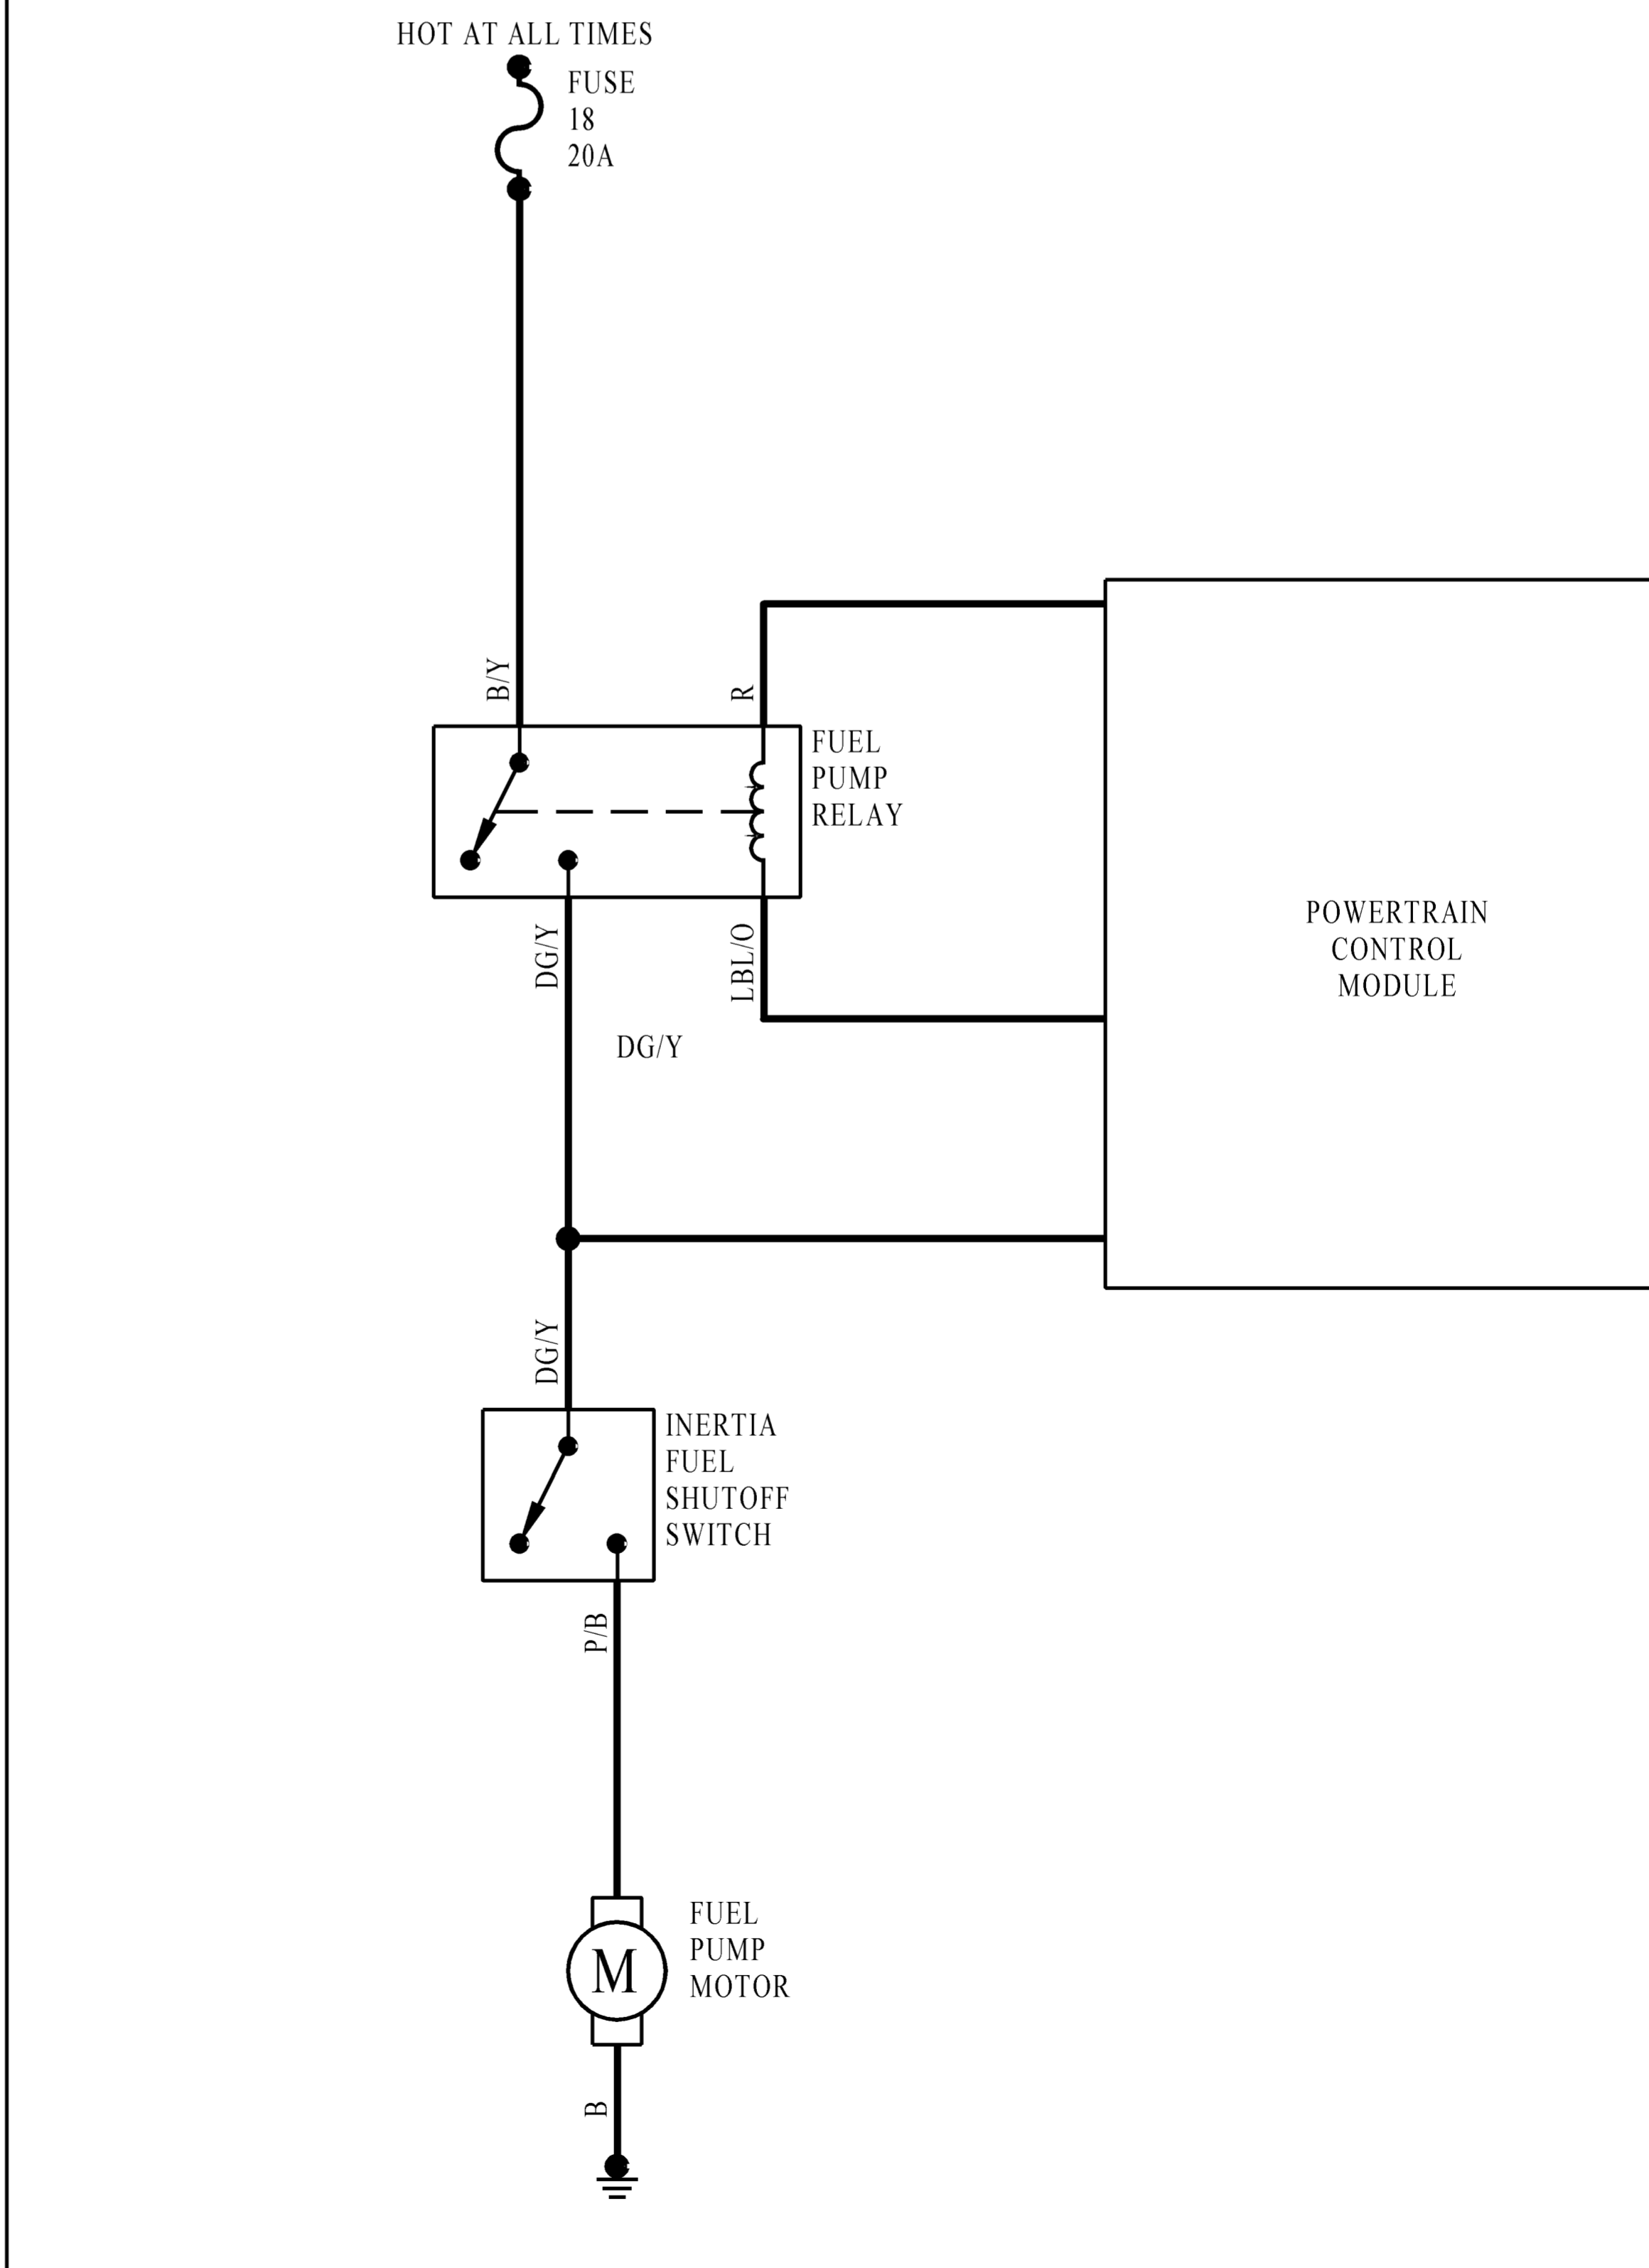 HOT AT ALL TIMES
FUSE
18
20A
B/Y
R
FUEL
PUMP
RELAY
POWERTRAIN
CONTROL
MODULE
DG/Y
LBL/O
DG/Y
DG/Y
INERTIA
FUEL
SHUTOFF
SWITCH
P/B
FUEL
PUMP
MOTOR
M
B